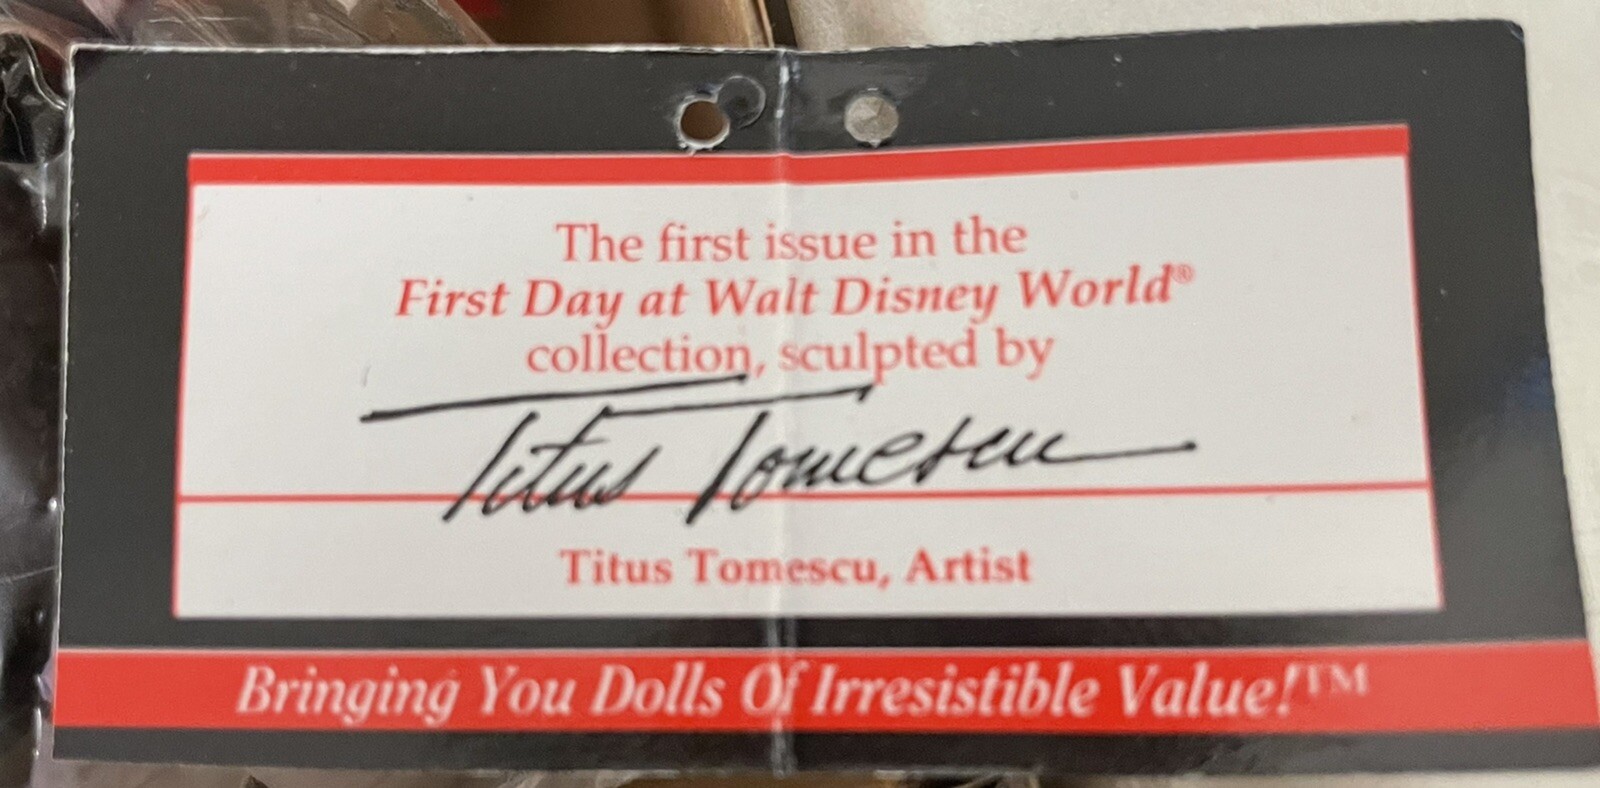 The first issue in the
First Day at Walt Disney World®
collection, sculpted by
Titus Tomescu
Titus Tomescu, Artist
Bringing You Dolls Of Irresistible Value!™